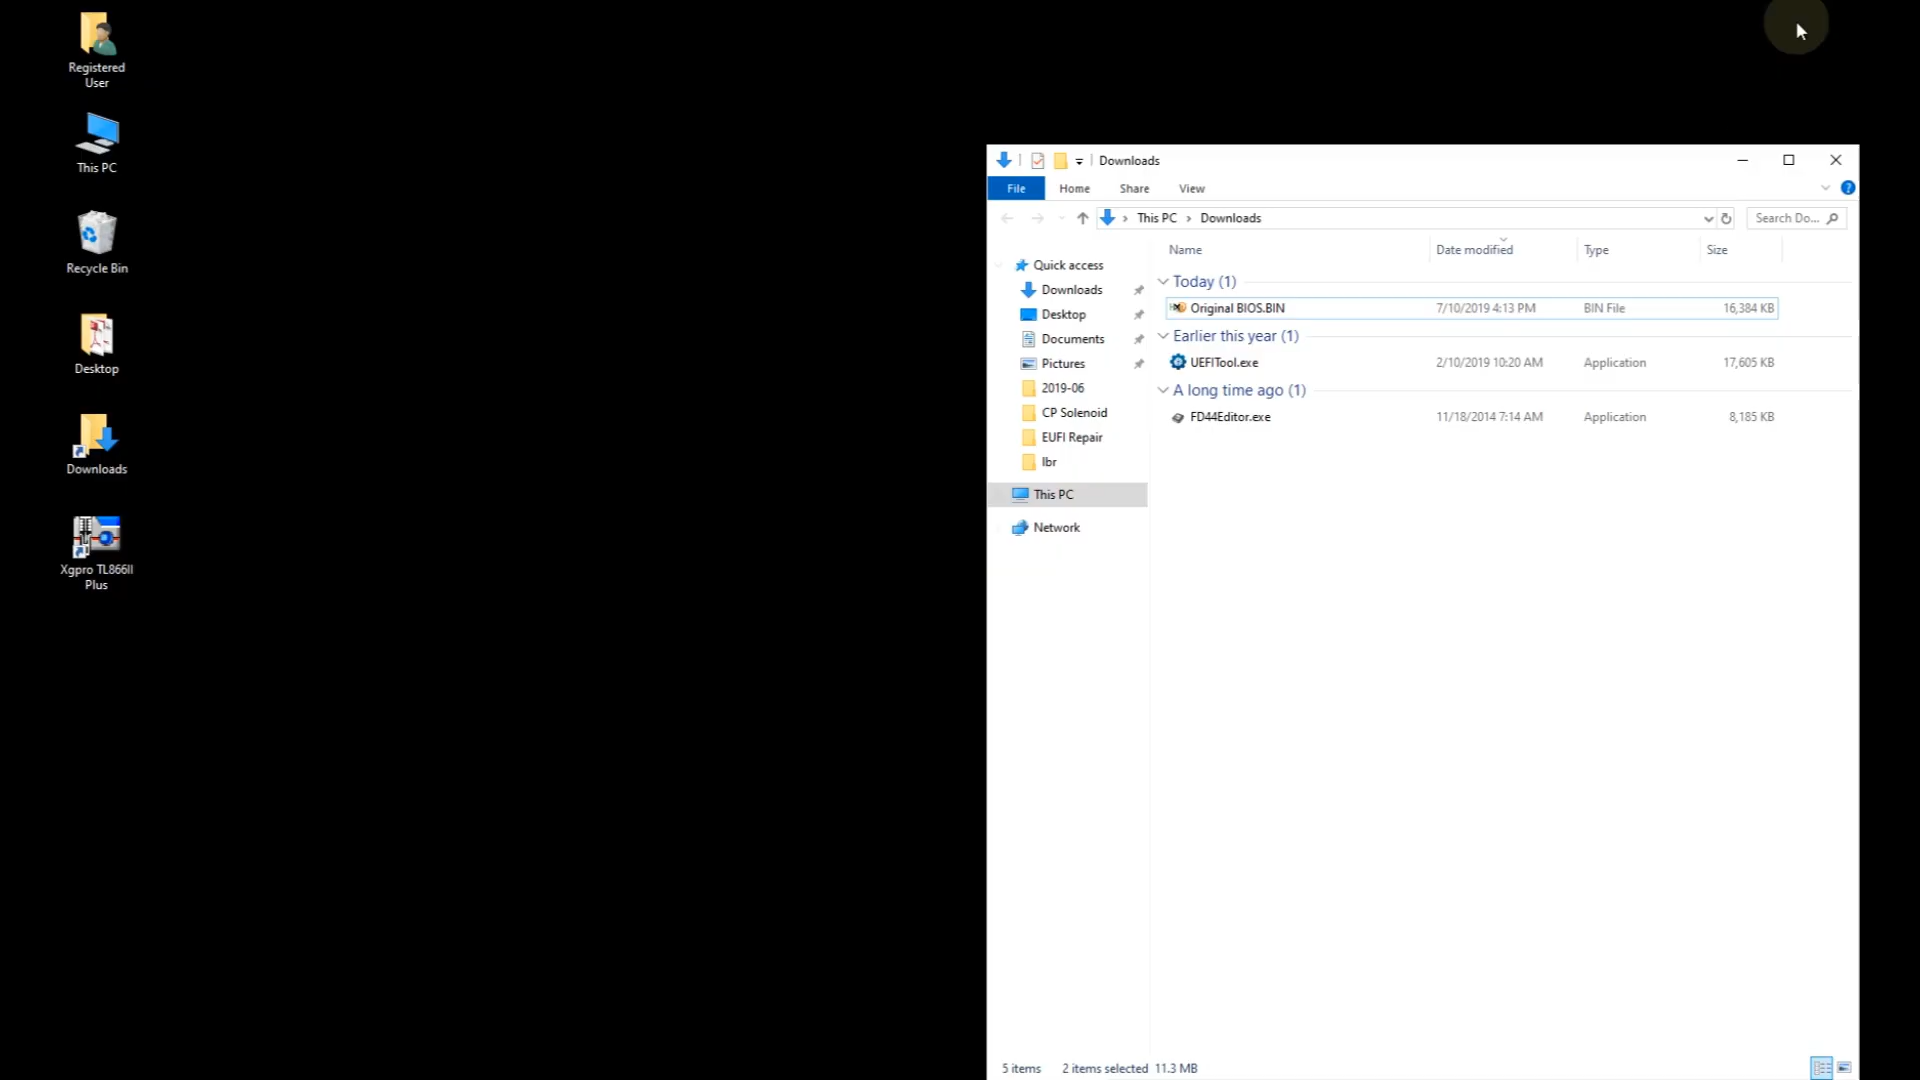 Registered
User
This PC
Recycle Bin
Desktop
Downloads
Xgpro TL866II
Plus
Downloads
File Home Share View
This PC › Downloads
Search Do...
Name Date modified Type Size
Quick access
Downloads
Desktop
Documents
Pictures
2019-06
CP Solenoid
EUFI Repair
lbr
This PC
Network
Today (1)
Original BIOS.BIN 7/10/2019 4:13 PM BIN File 16,384 KB
Earlier this year (1)
UEFITool.exe 2/10/2019 10:20 AM Application 17,605 KB
A long time ago (1)
FD44Editor.exe 11/18/2014 7:14 AM Application 8,185 KB
5 items 2 items selected 11.3 MB